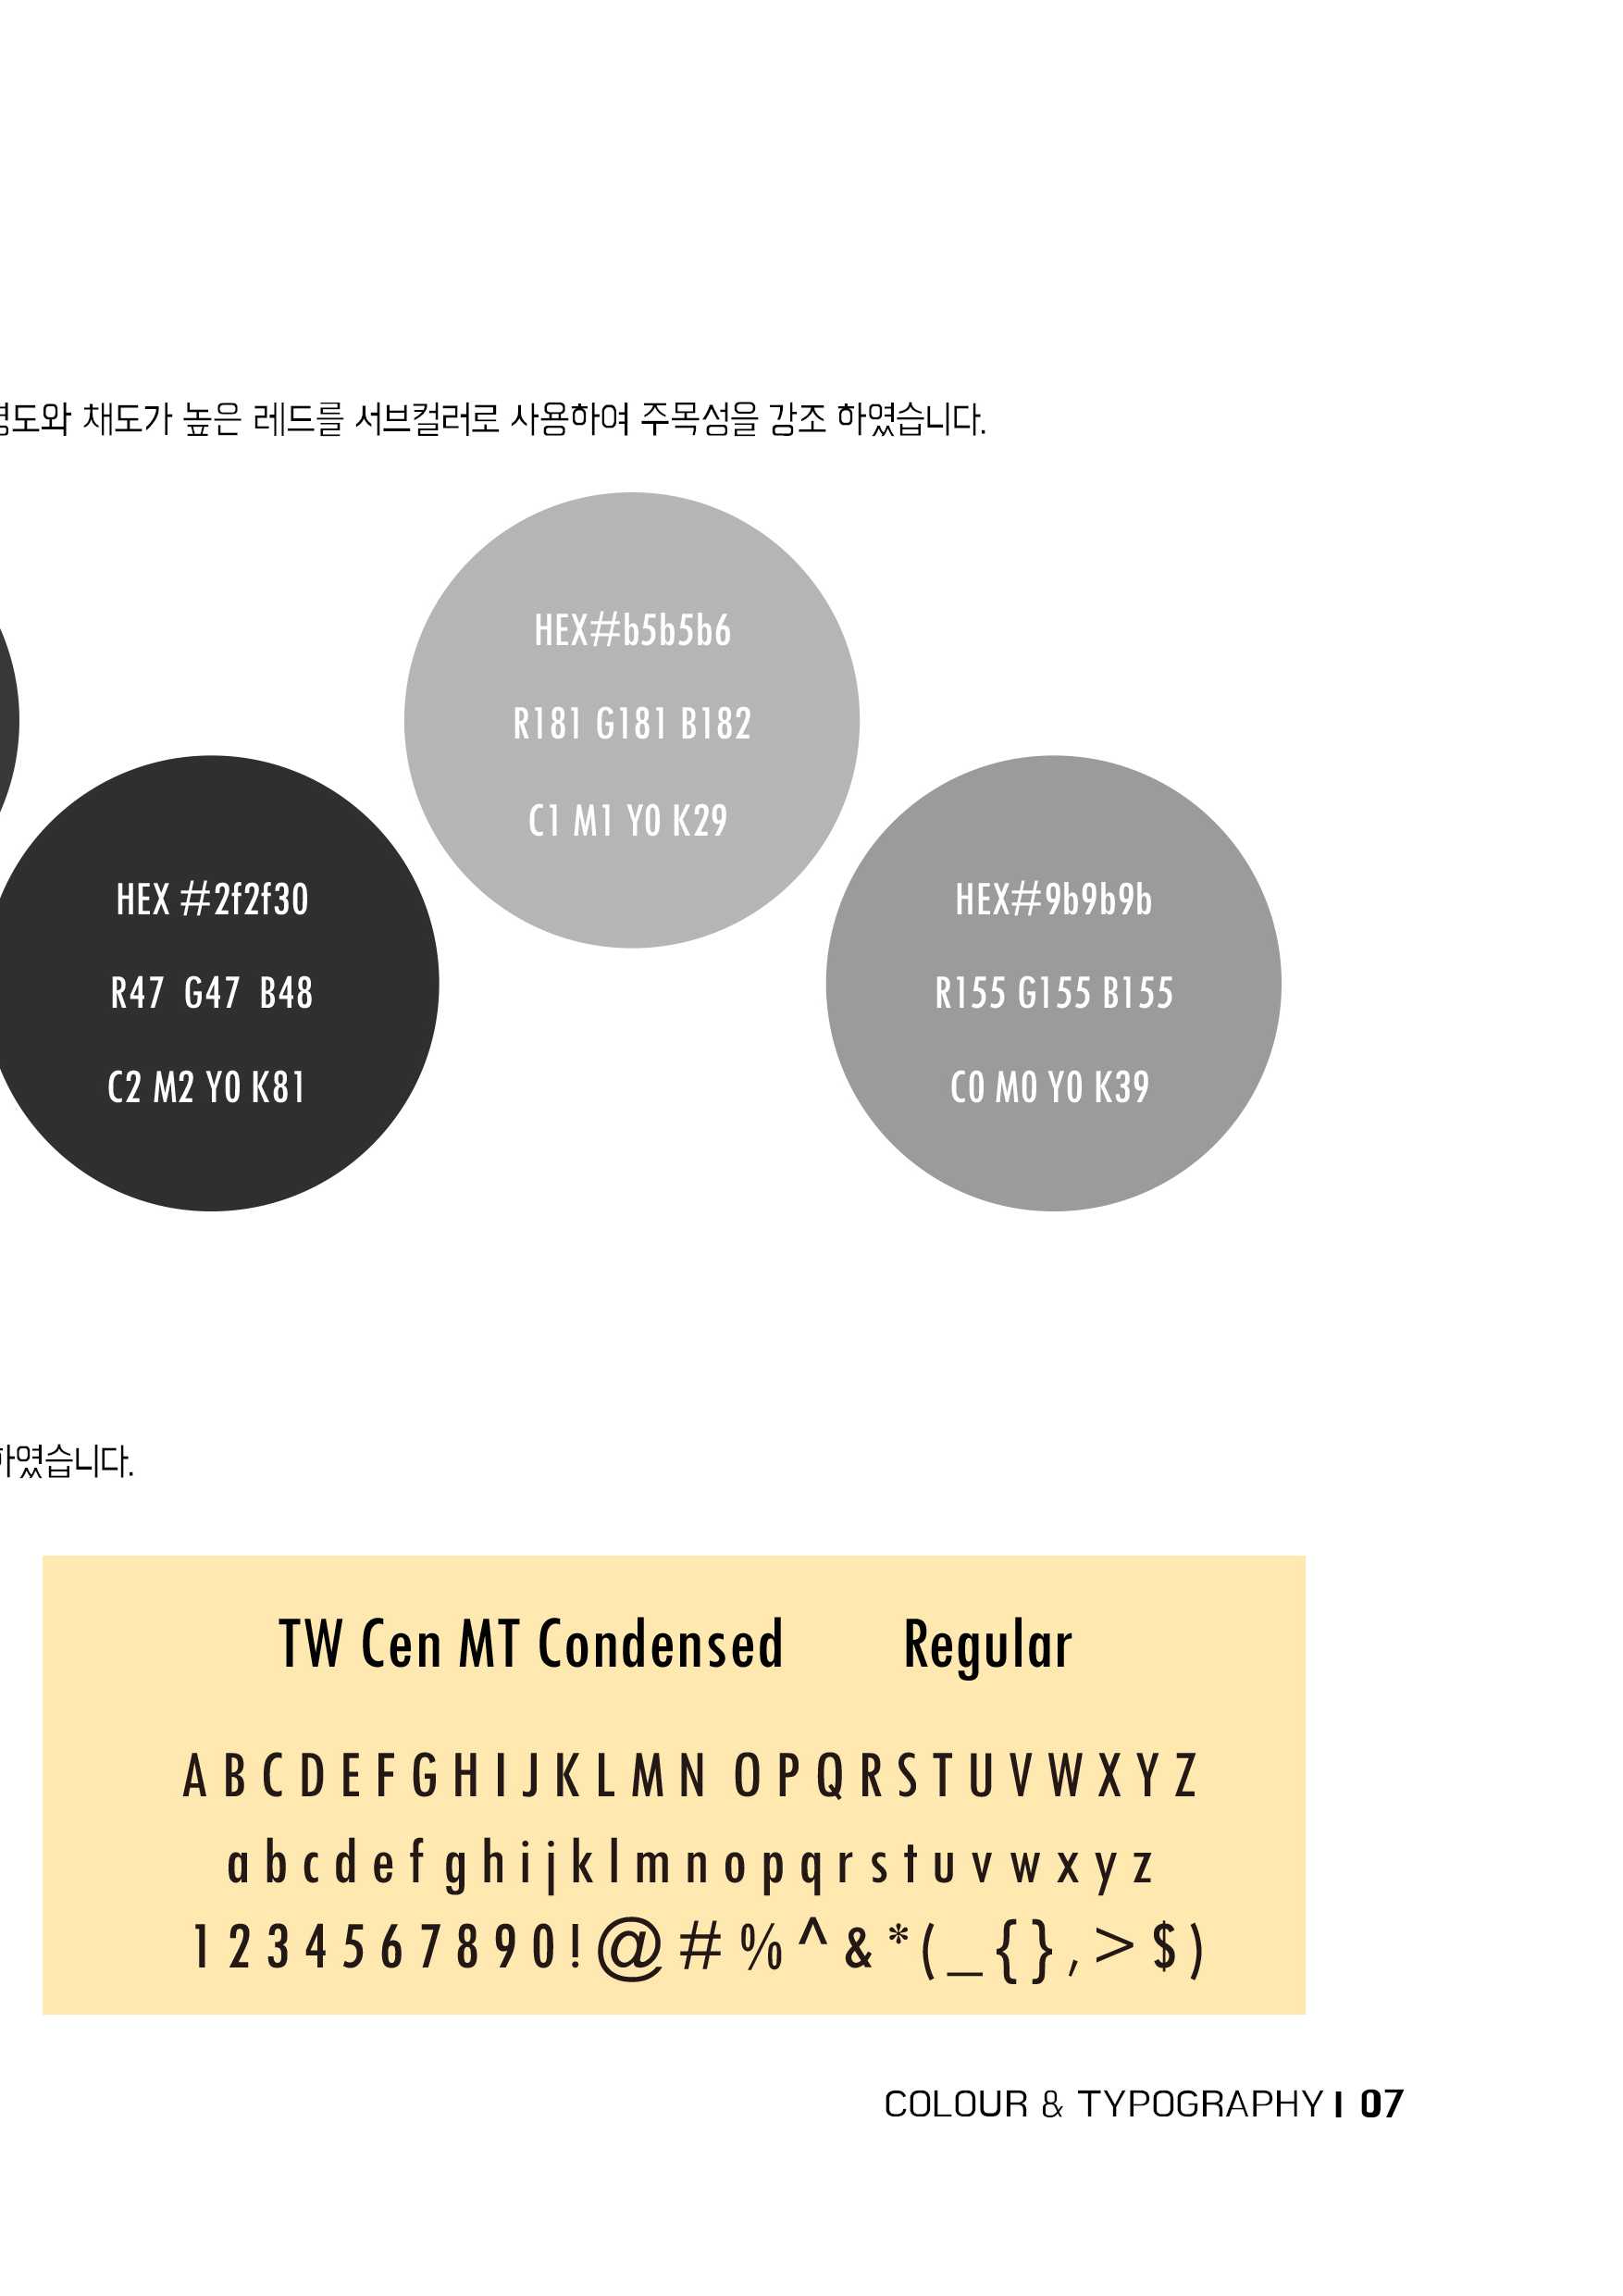 도와 채도가 높은 레드를 서브컬러로 사용하여 주목성을 강조 하였습니다.
HEX#b5b5b6
R181 G181 B182
C1 M1 Y0 K29
HEX #2f2f30
R47 G47 B48
C2 M2 Y0 K81
HEX#9b9b9b
R155 G155 B155
C0 M0 Y0 K39
하였습니다.
TW Cen MT Condensed Regular
A B C D E F G H I J K L M N O P Q R S T U V W X Y Z
a b c d e f g h i j k l m n o p q r s t u v w x y z
1 2 3 4 5 6 7 8 9 0 ! @ # % ^ & * ( _ { } , > $ )
COLOUR & TYPOGRAPHY I 07